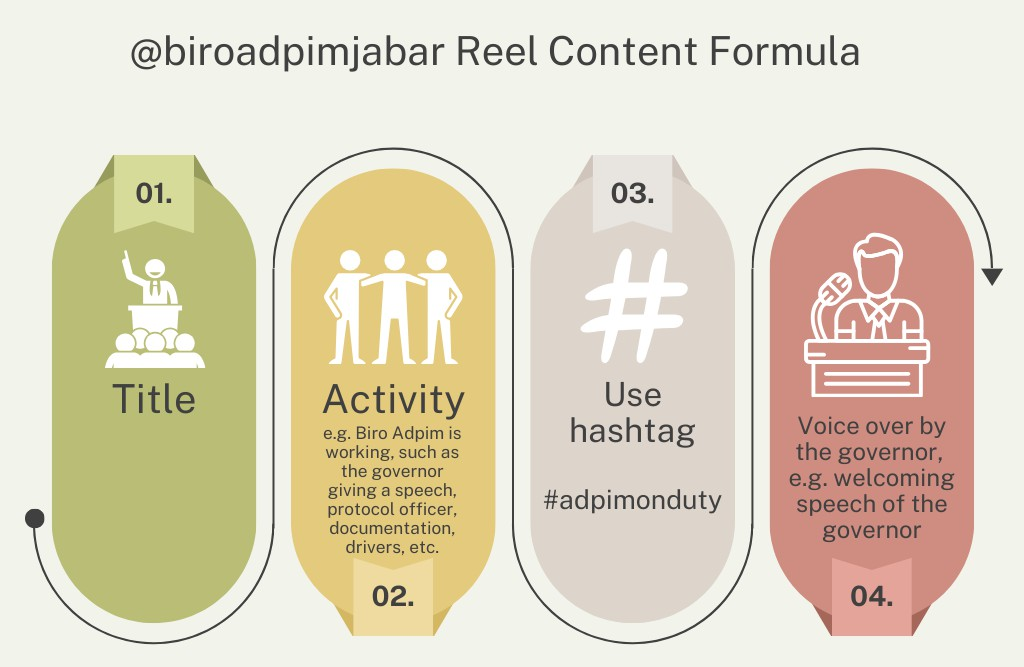 @biroadpimjabar Reel Content Formula
01.
Title
Activity
e.g. Biro Adpim is
working, such as
the governor
giving a speech,
protocol officer,
documentation,
drivers, etc.
02.
03.
Use
hashtag
#adpimonduty
Voice over by
the governor,
e.g. welcoming
speech of the
governor
04.